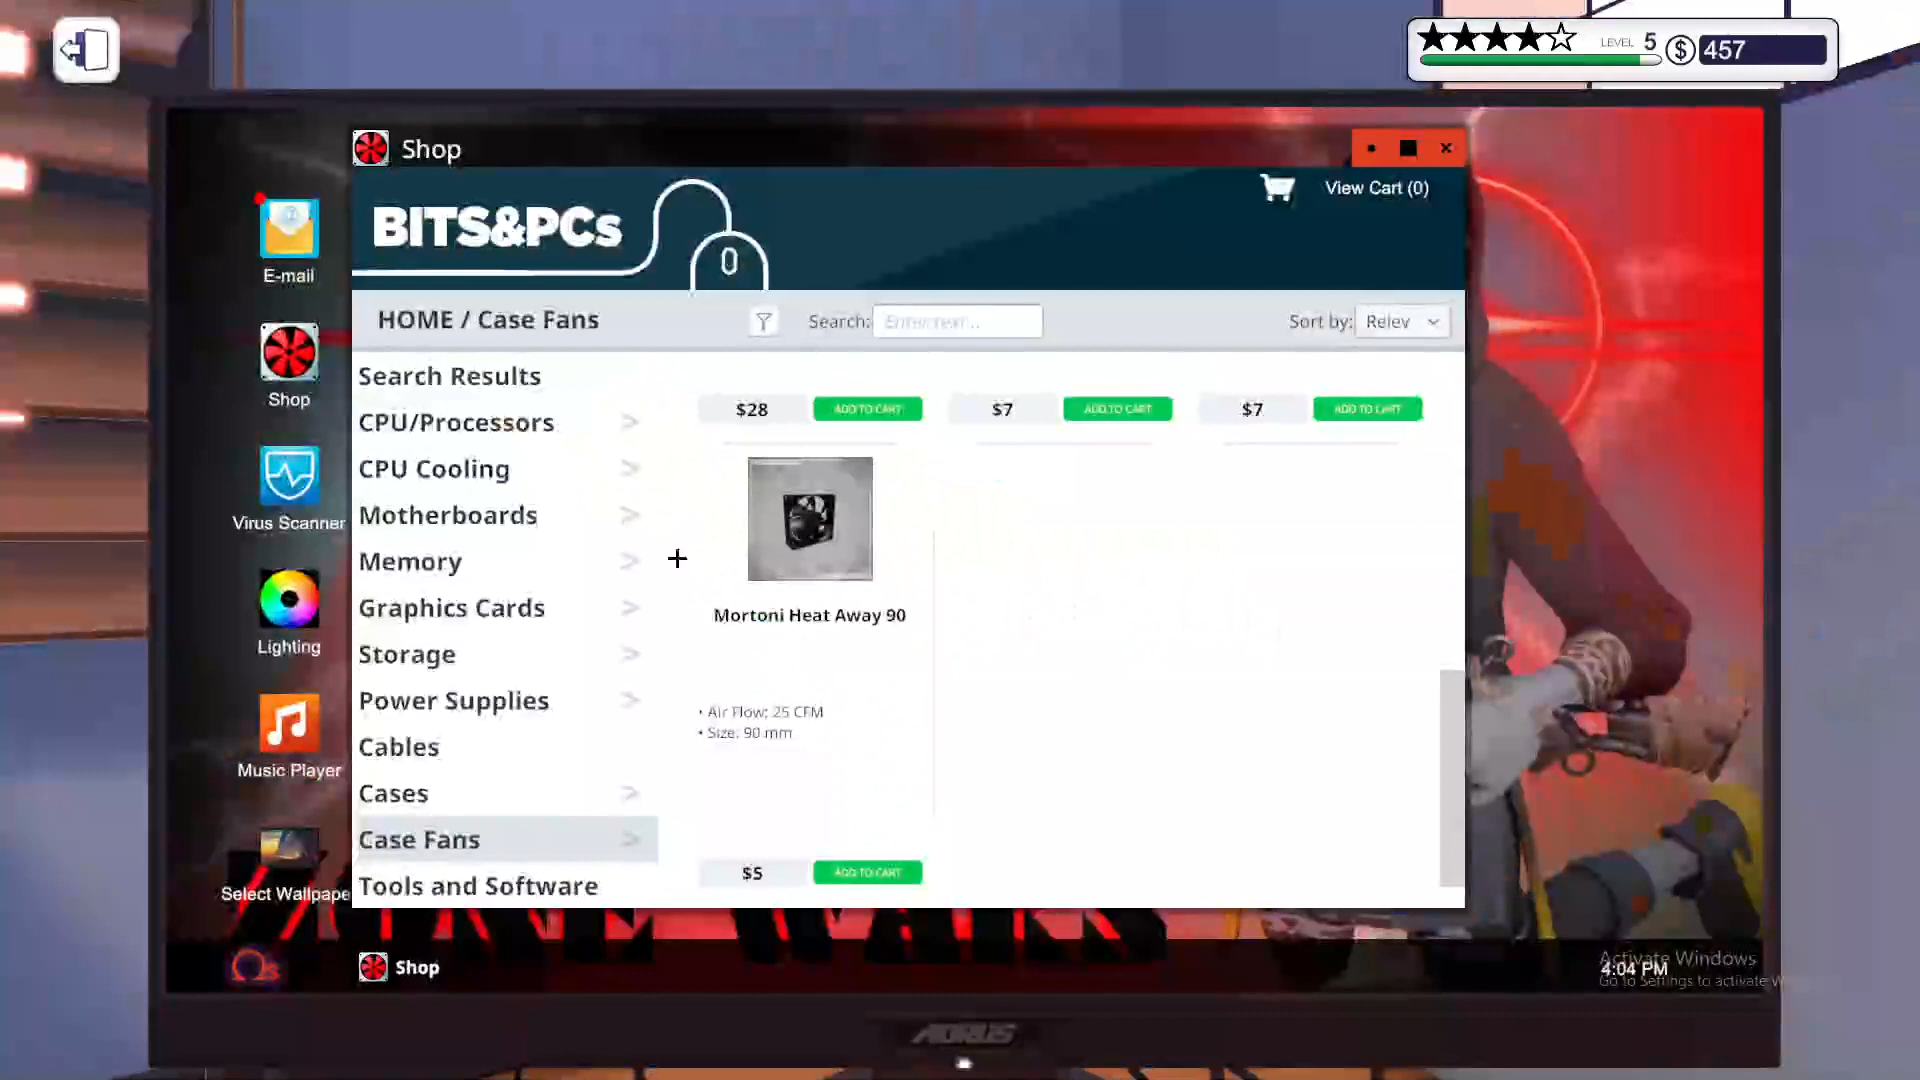 LEVEL 5
$ 457
Shop
BITS&PCs
View Cart (0)
HOME / Case Fans
Search: Enter text...
Sort by: Relev
Search Results
CPU/Processors >
CPU Cooling >
Motherboards >
Memory >
Graphics Cards >
Storage >
Power Supplies >
Cables
Cases >
Case Fans >
Tools and Software
$28 ADD TO CART
$7 ADD TO CART
$7 ADD TO CART
Mortoni Heat Away 90
• Air Flow: 25 CFM
• Size: 90 mm
$5 ADD TO CART
E-mail
Shop
Virus Scanner
Lighting
Music Player
Select Wallpape
Ωs
Shop
Activate Windows
4:04 PM
Go to Settings to activate W
AORUS